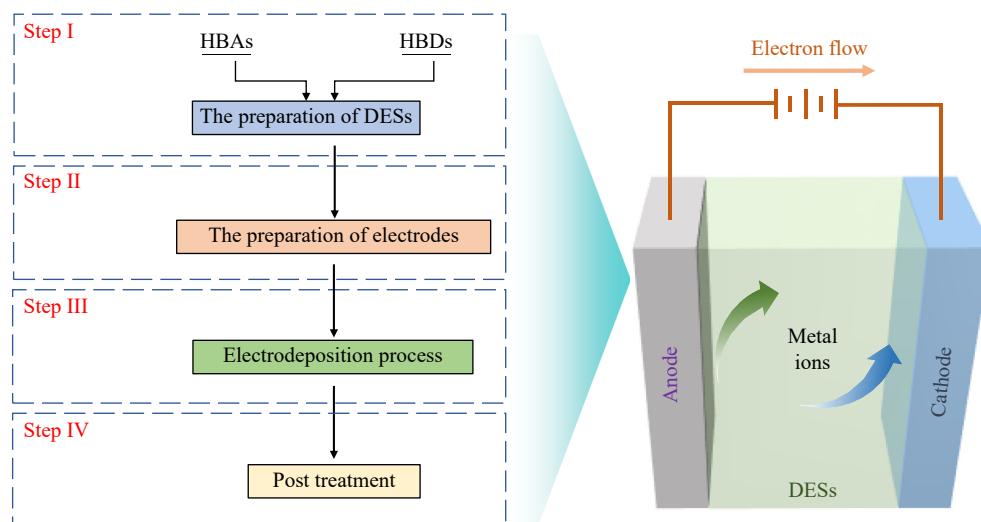 Step I
HBAs
HBDs
The preparation of DESs
Step II
The preparation of electrodes
Step III
Electrodeposition process
Step IV
Post treatment
Electron flow
Anode
Metal
ions
Cathode
DESs